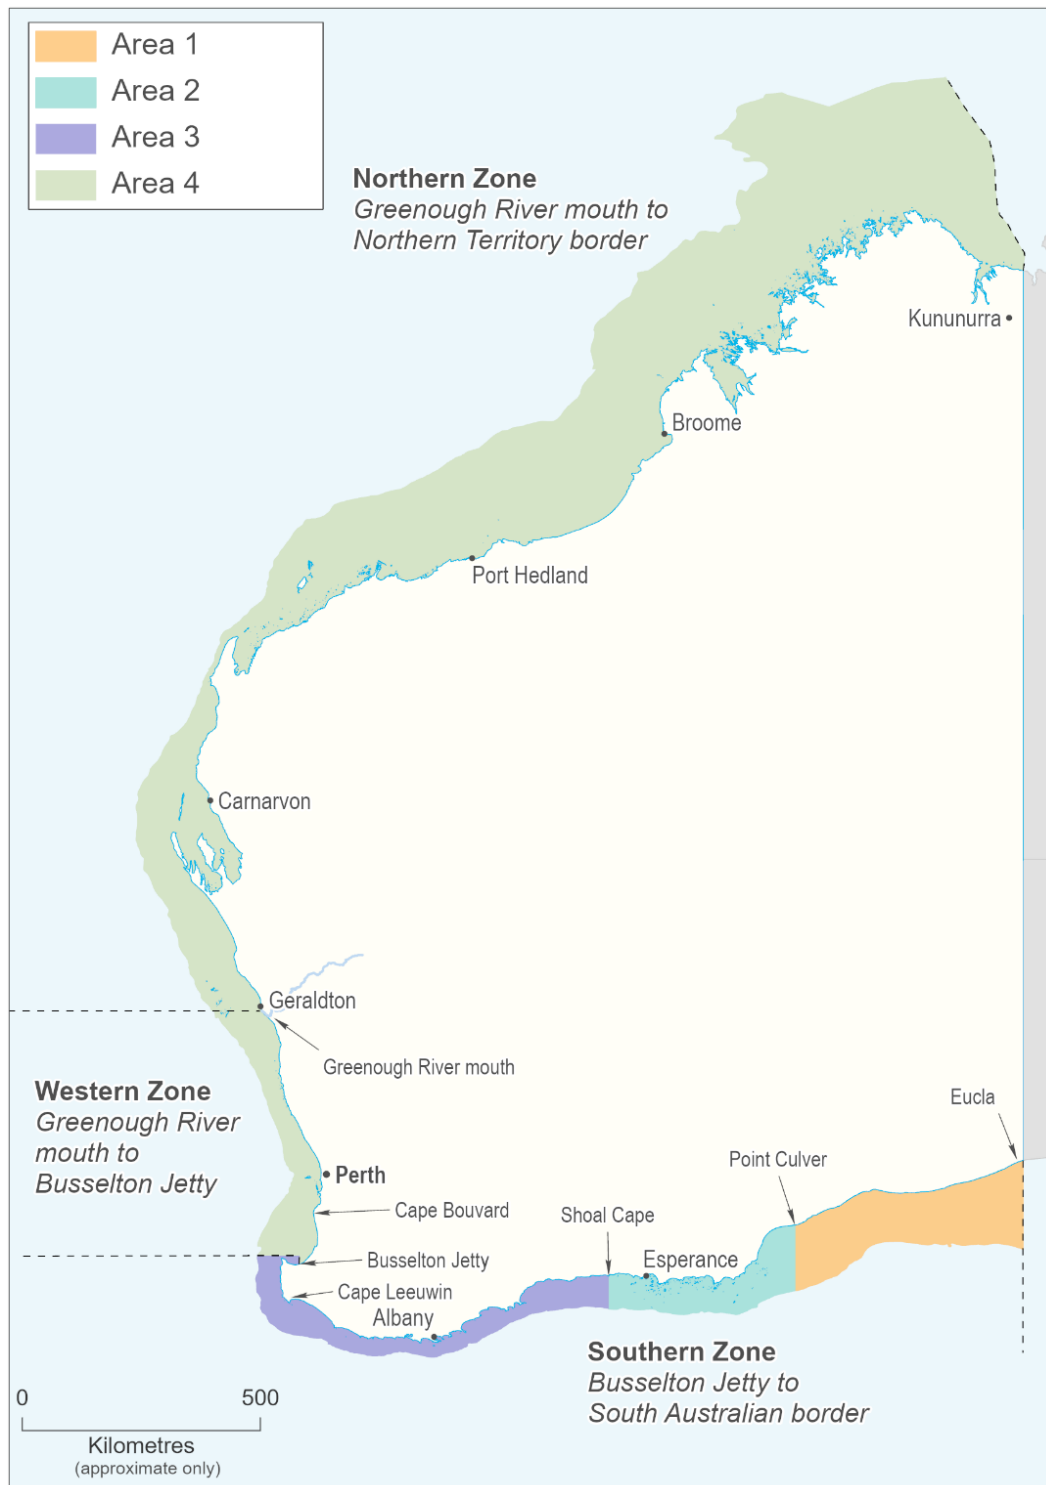 Area 1
Area 2
Area 3
Area 4
Northern Zone
Greenough River mouth to
Northern Territory border
Kununurra
Broome
Port Hedland
Carnarvon
Geraldton
Greenough River mouth
Western Zone
Greenough River
mouth to
Busselton Jetty
Eucla
Point Culver
Perth
Cape Bouvard
Shoal Cape
Busselton Jetty
Esperance
Cape Leeuwin
Albany
Southern Zone
Busselton Jetty to
South Australian border
0 500
Kilometres
(approximate only)